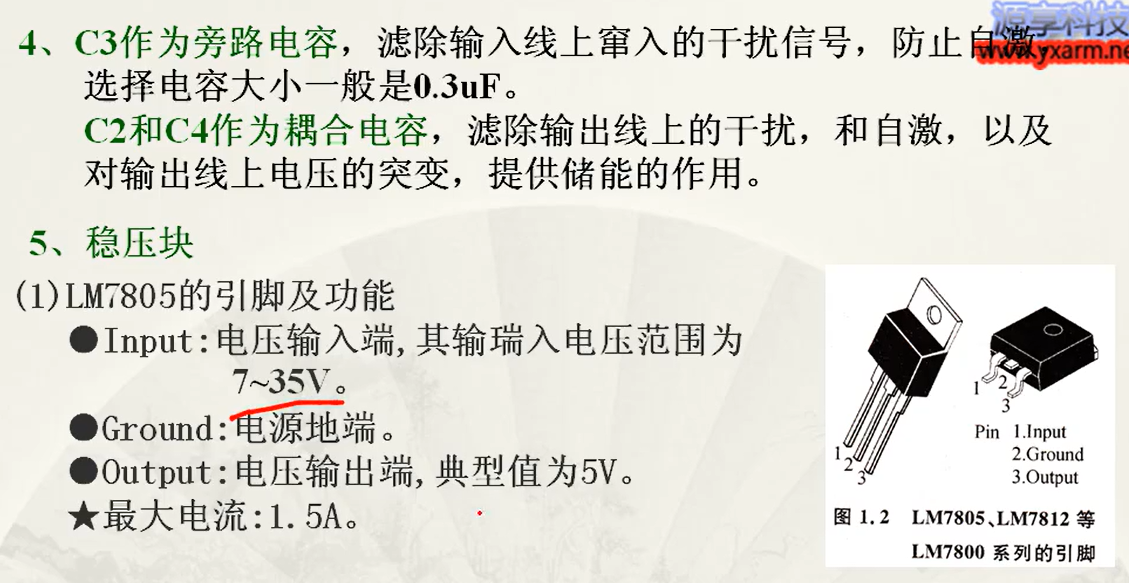 源享科技
www.yxarm.ne
4、C3作为旁路电容，滤除输入线上窜入的干扰信号，防止自激，
选择电容大小一般是0.3uF。
C2和C4作为耦合电容，滤除输出线上的干扰，和自激，以及
对输出线上电压的突变，提供储能的作用。
5、稳压块
(1)LM7805的引脚及功能
●Input:电压输入端,其输瑞入电压范围为
7~35V。
●Ground:电源地端。
●Output:电压输出端,典型值为5V。
★最大电流:1.5A。
1
2
3
1
2
3
Pin 1.Input
2.Ground
3.Output
图 1.2 LM7805、LM7812 等
LM7800 系列的引脚